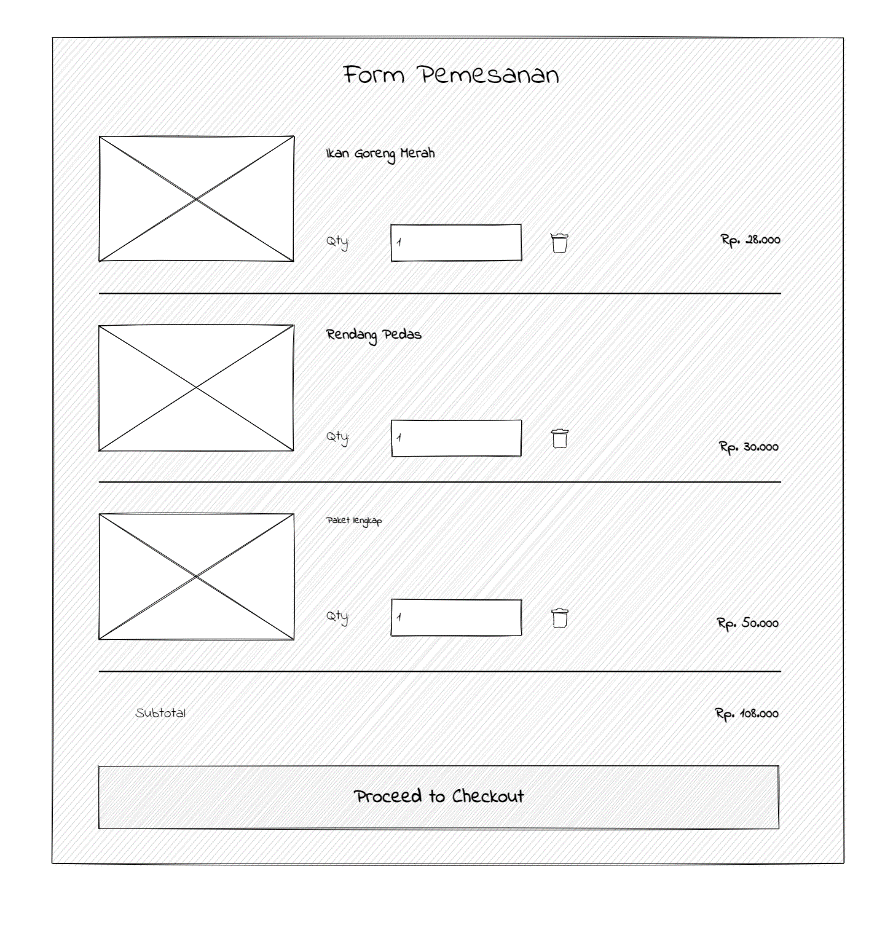 Form Pemesanan
Ikan Goreng Merah
Qty
1
Rp. 28.000
Rendang Pedas
Qty
1
Rp. 30.000
Paket lengkap
Qty
1
Rp. 50.000
Subtotal
Rp. 108.000
Proceed to Checkout